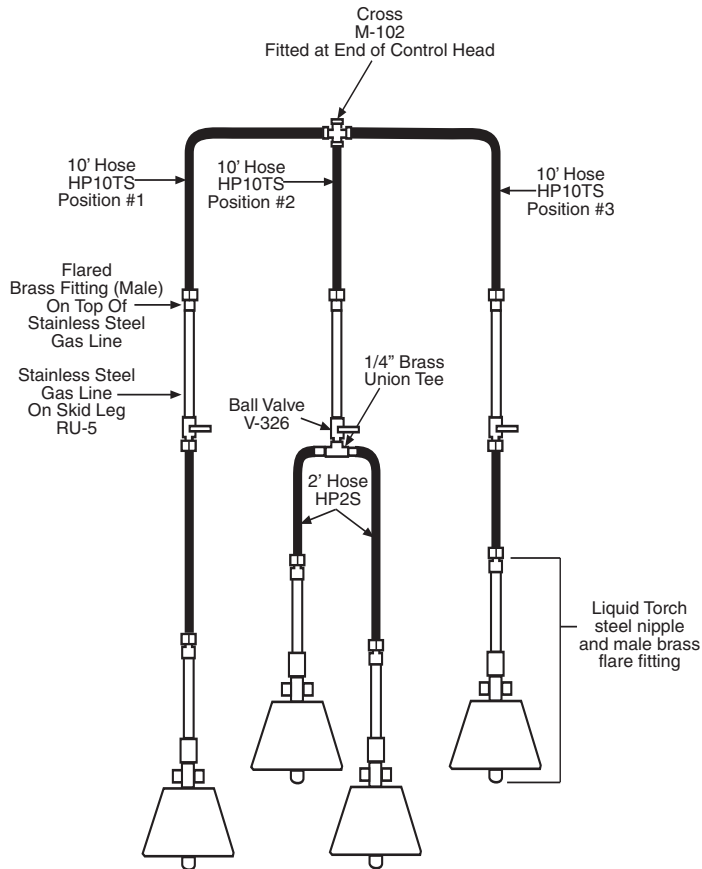 Cross
M-102
Fitted at End of Control Head
10’ Hose
HP10TS
Position #1
10’ Hose
HP10TS
Position #2
10’ Hose
HP10TS
Position #3
Flared
Brass Fitting (Male)
On Top Of
Stainless Steel
Gas Line
Stainless Steel
Gas Line
On Skid Leg
RU-5
1/4” Brass
Union Tee
Ball Valve
V-326
2’ Hose
HP2S
Liquid Torch
steel nipple
and male brass
flare fitting